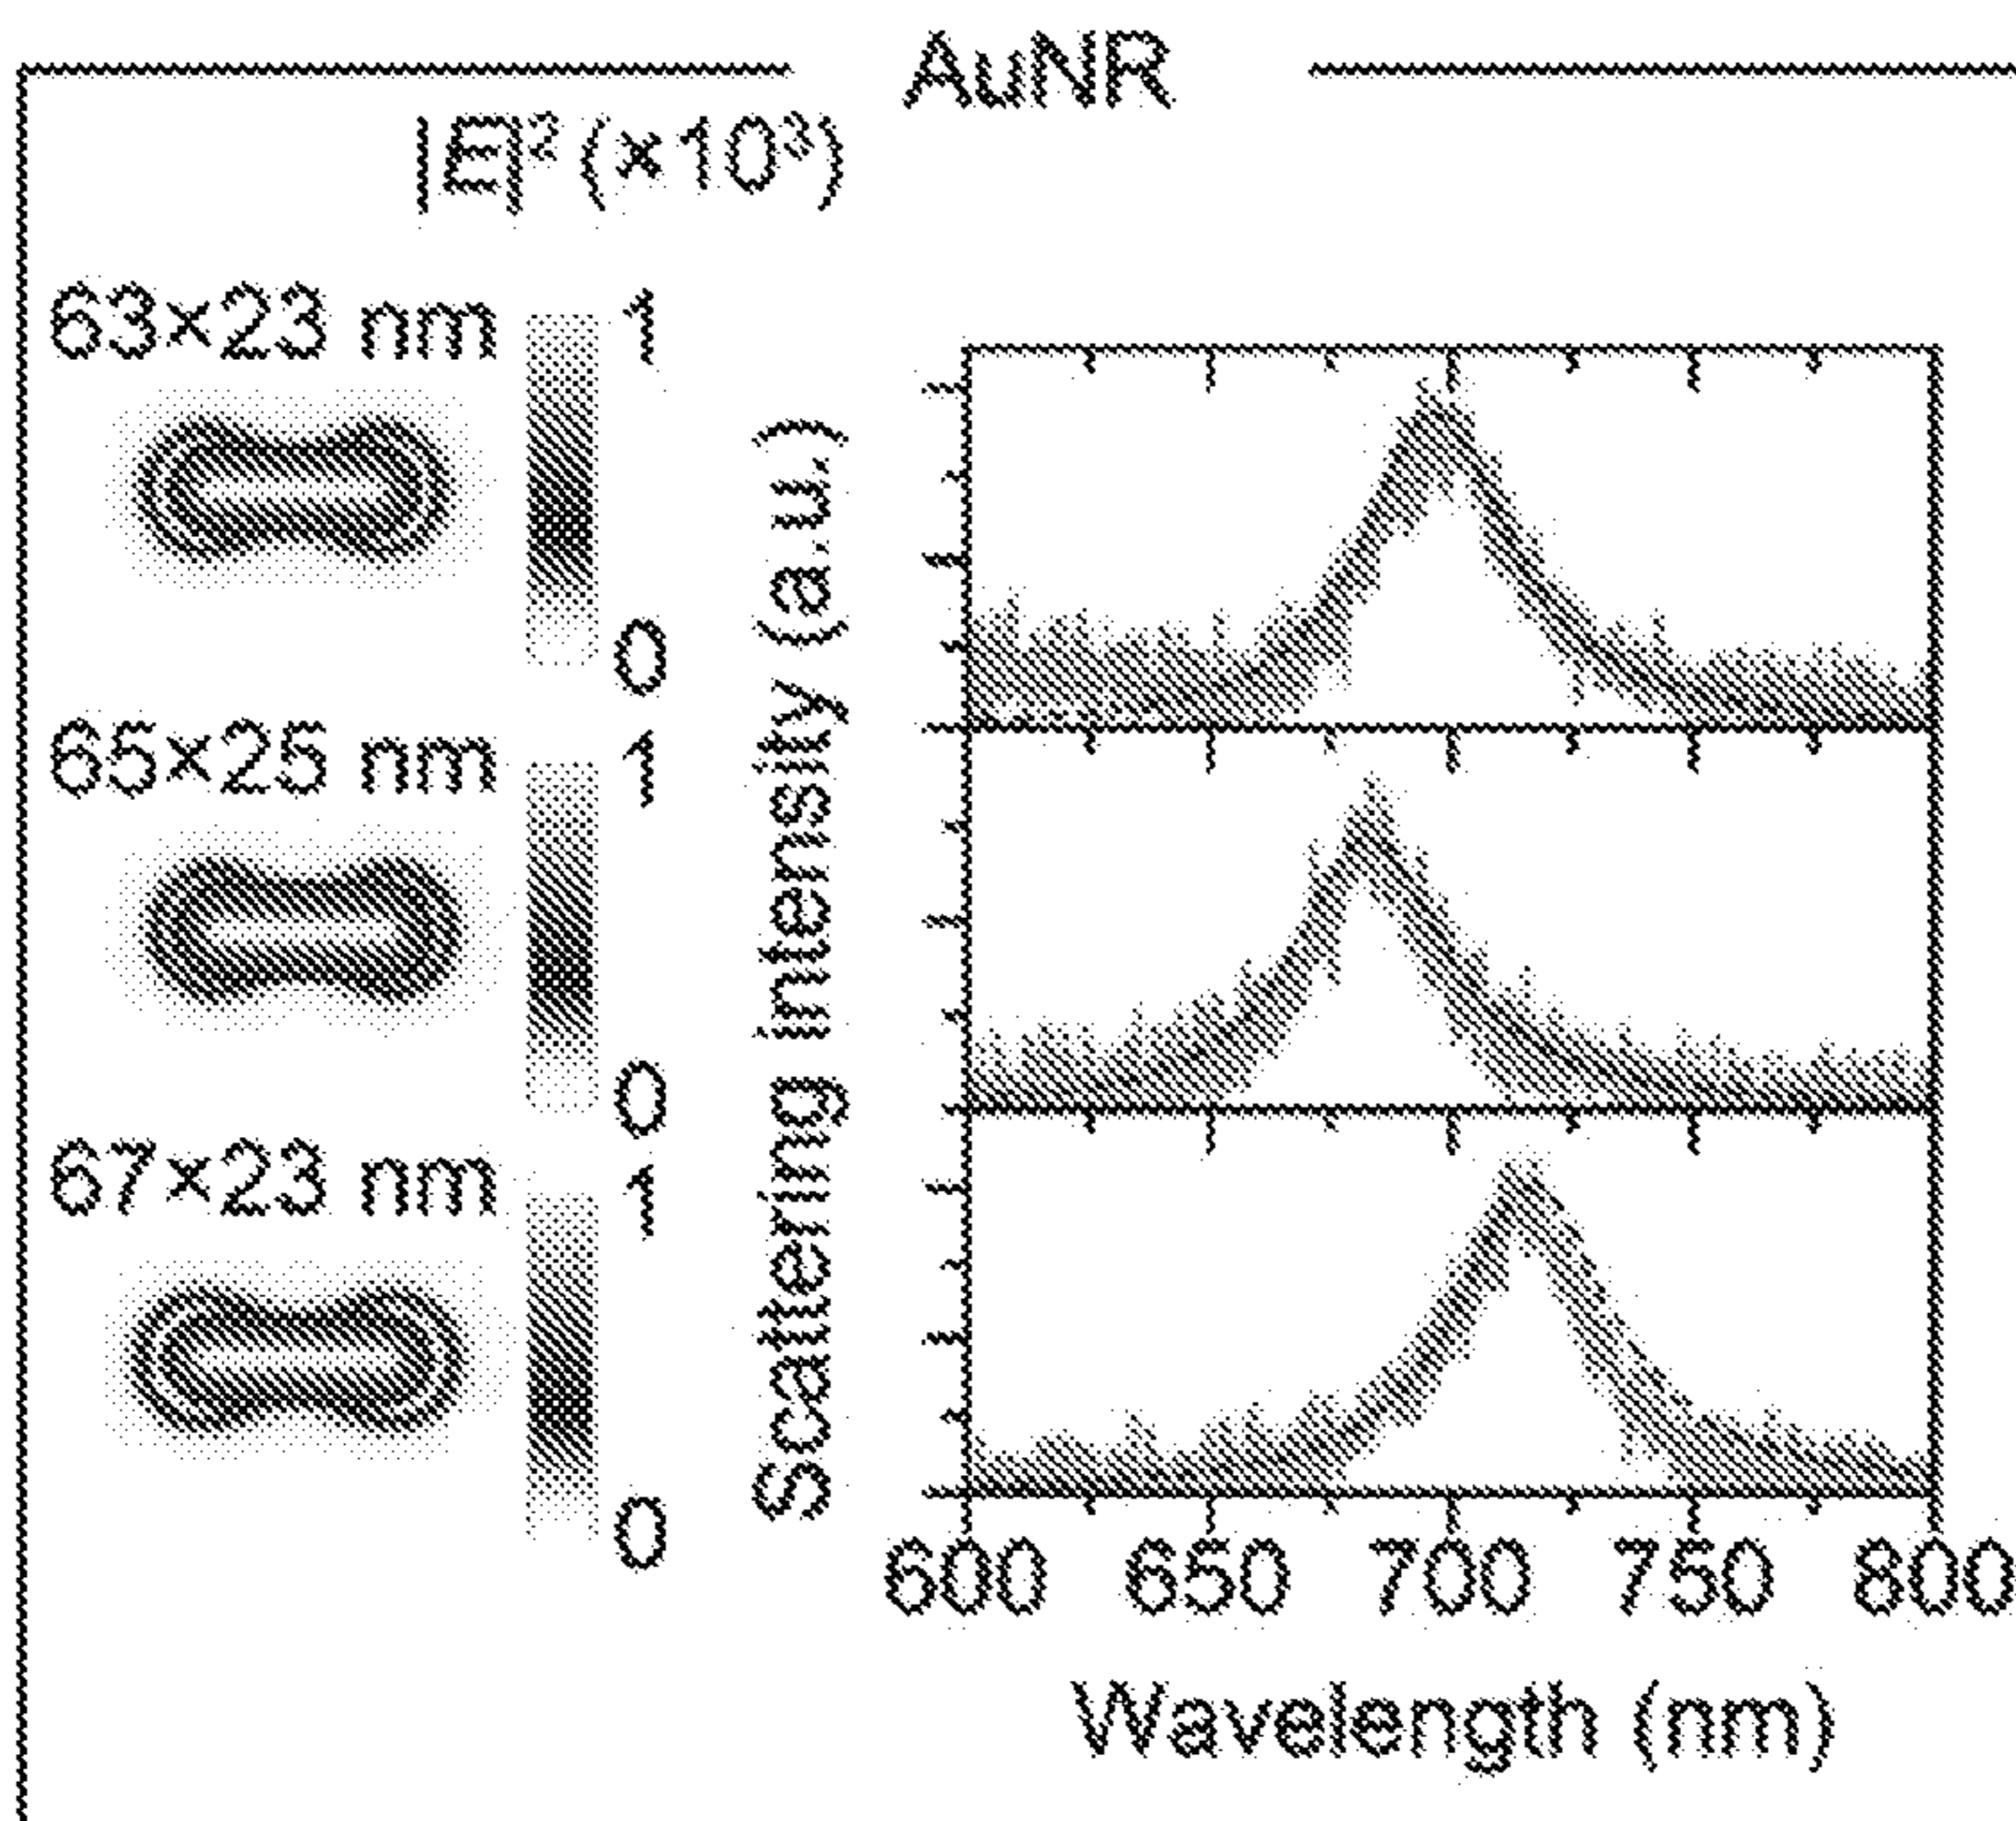 AuNR
|E|² (×10³)
63×23 nm
1
0
65×25 nm
1
0
67×23 nm
1
0
Scattering intensity (a.u.)
600 650 700 750 800
Wavelength (nm)